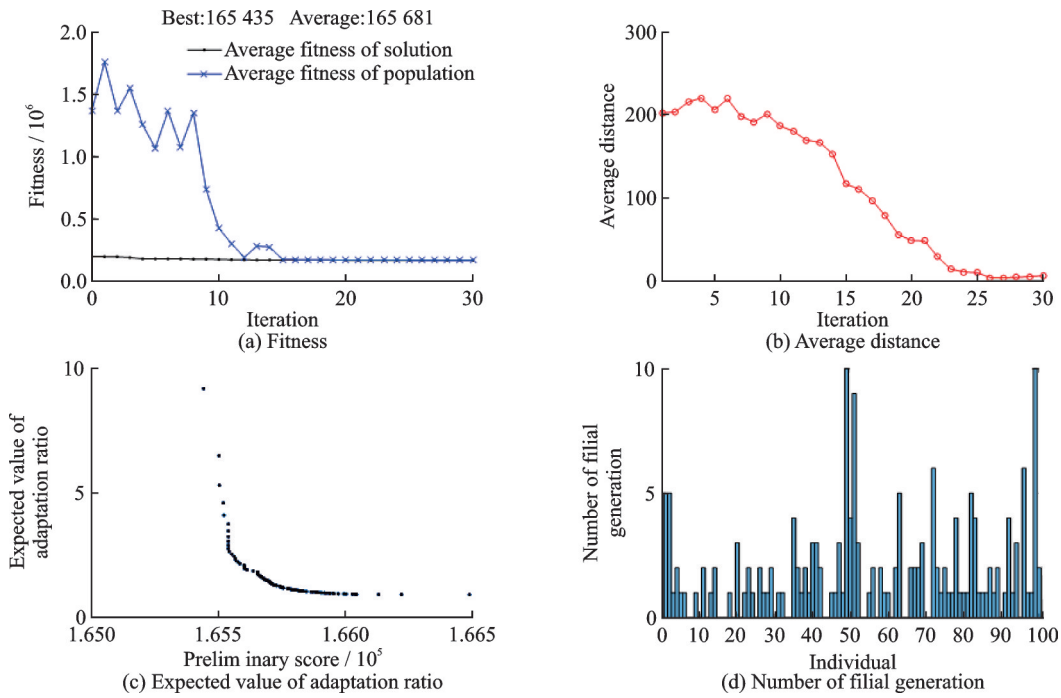 Best:165 435 Average:165 681
2.0
1.5
1.0
0.5
0.0
Fitness / 10⁶
Average fitness of solution
Average fitness of population
0
10
20
30
Iteration
(a) Fitness
300
200
100
0
Average distance
5
10
15
20
25
30
Iteration
(b) Average distance
10
5
0
Expected value of
adaptation ratio
1.650
1.655
1.660
1.665
Prelim inary score / 10⁵
(c) Expected value of adaptation ratio
10
5
0
Number of filial
generation
0
10
20
30
40
50
60
70
80
90
100
Individual
(d) Number of filial generation